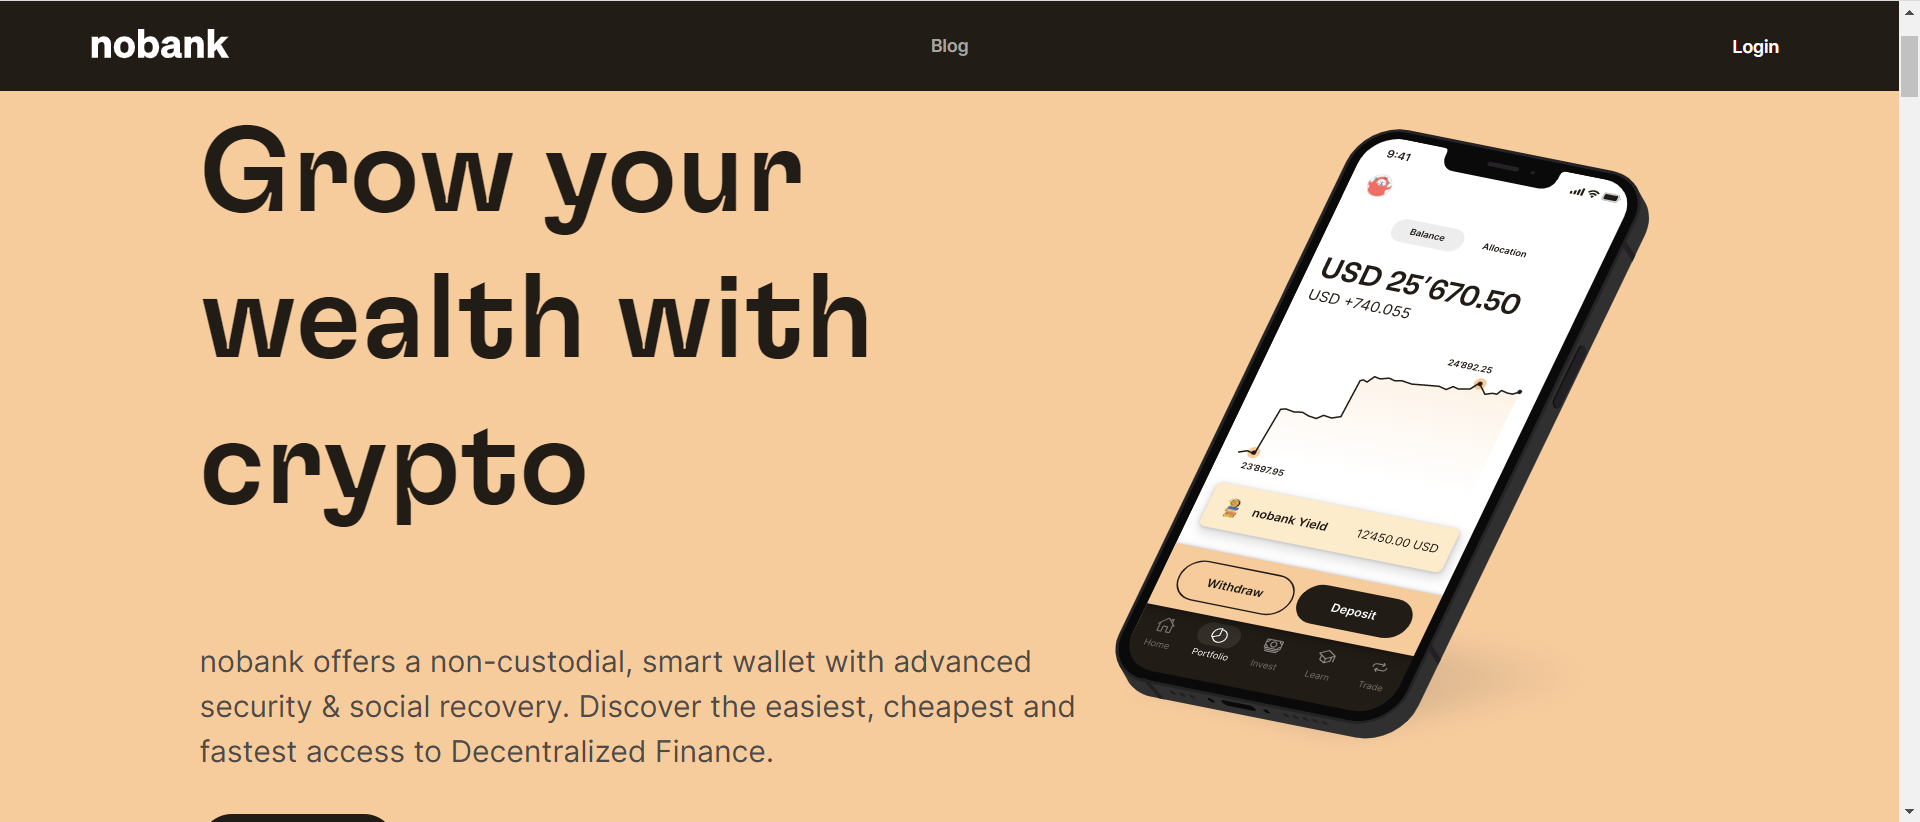 nobank
Blog
Login
Grow your
wealth with
crypto
nobank offers a non-custodial, smart wallet with advanced
security & social recovery. Discover the easiest, cheapest and
fastest access to Decentralized Finance.
9:41
Balance
Allocation
USD 25’670.50
USD +740.055
24’892.25
23’897.95
nobank Yield
12’450.00 USD
Withdraw
Deposit
Home
Portfolio
Invest
Learn
Trade